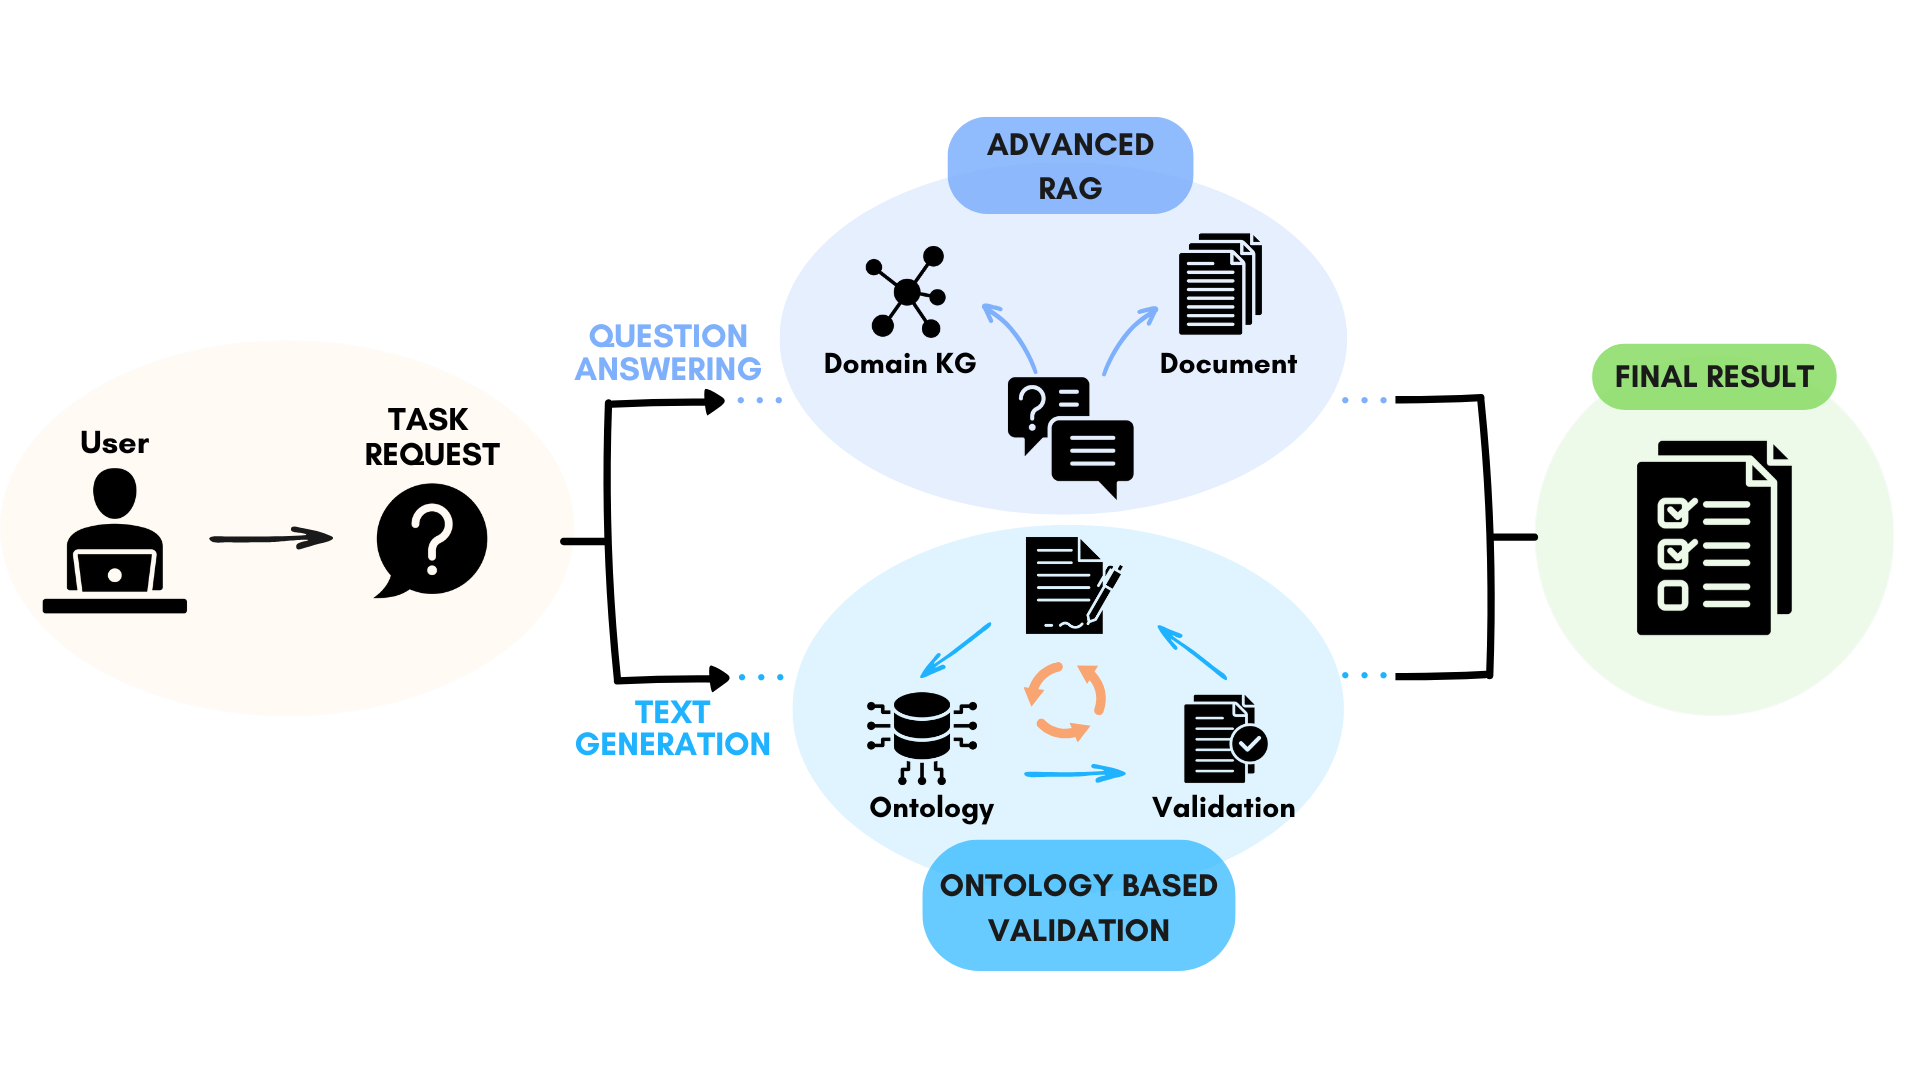 User
TASK
REQUEST
QUESTION
ANSWERING
TEXT
GENERATION
ADVANCED
RAG
Domain KG
Document
Ontology
Validation
ONTOLOGY BASED
VALIDATION
FINAL RESULT